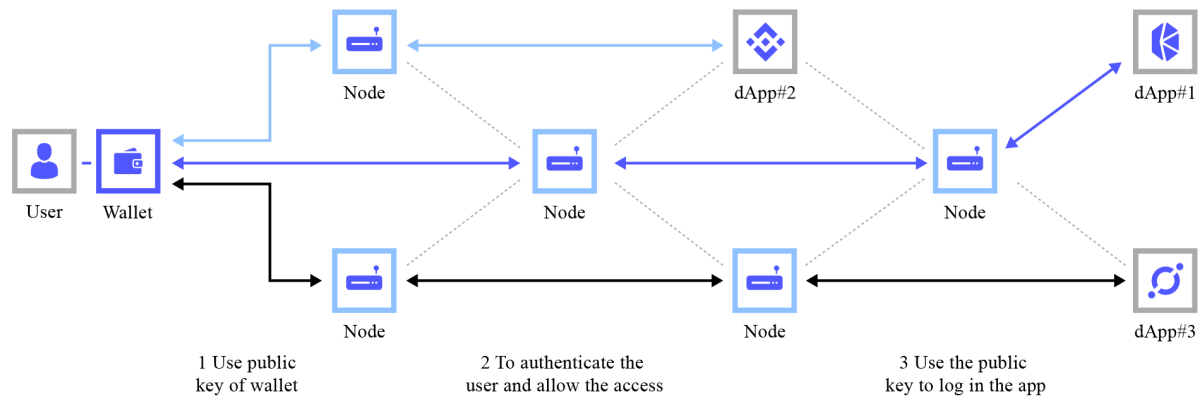 Node
dApp#2
dApp#1
User
Wallet
Node
Node
Node
Node
dApp#3
1 Use public
key of wallet
2 To authenticate the
user and allow the access
3 Use the public
key to log in the app